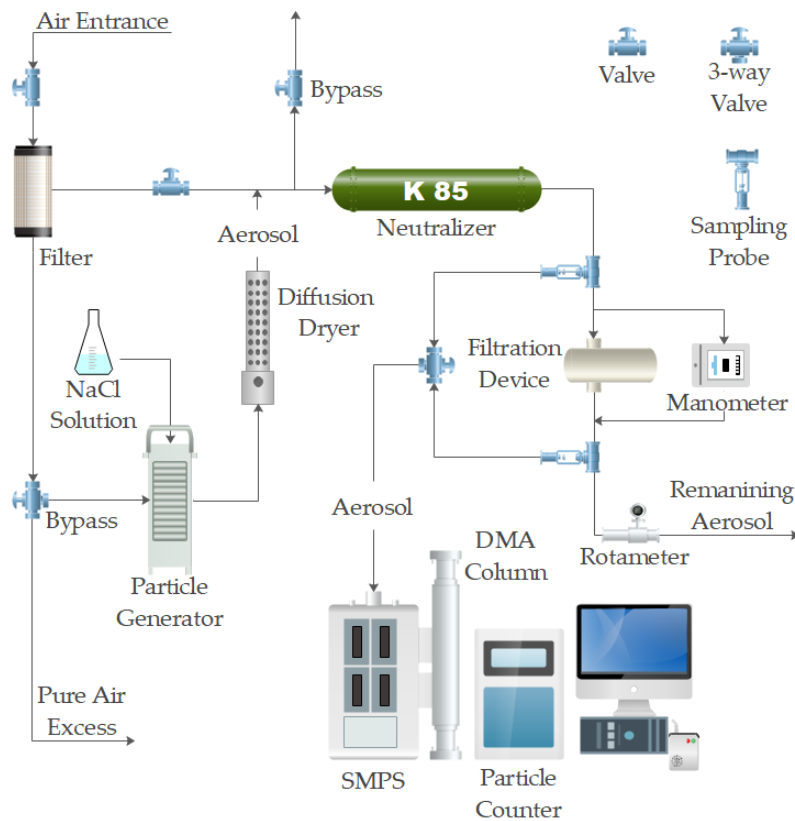 Air Entrance
Bypass
Valve
3-way
Valve
K 85
Neutralizer
Sampling
Probe
Filter
Aerosol
Diffusion
Dryer
NaCl
Solution
Filtration
Device
Manometer
Bypass
Particle
Generator
Aerosol
DMA
Column
Remanining
Aerosol
Rotameter
Pure Air
Excess
SMPS
Particle
Counter